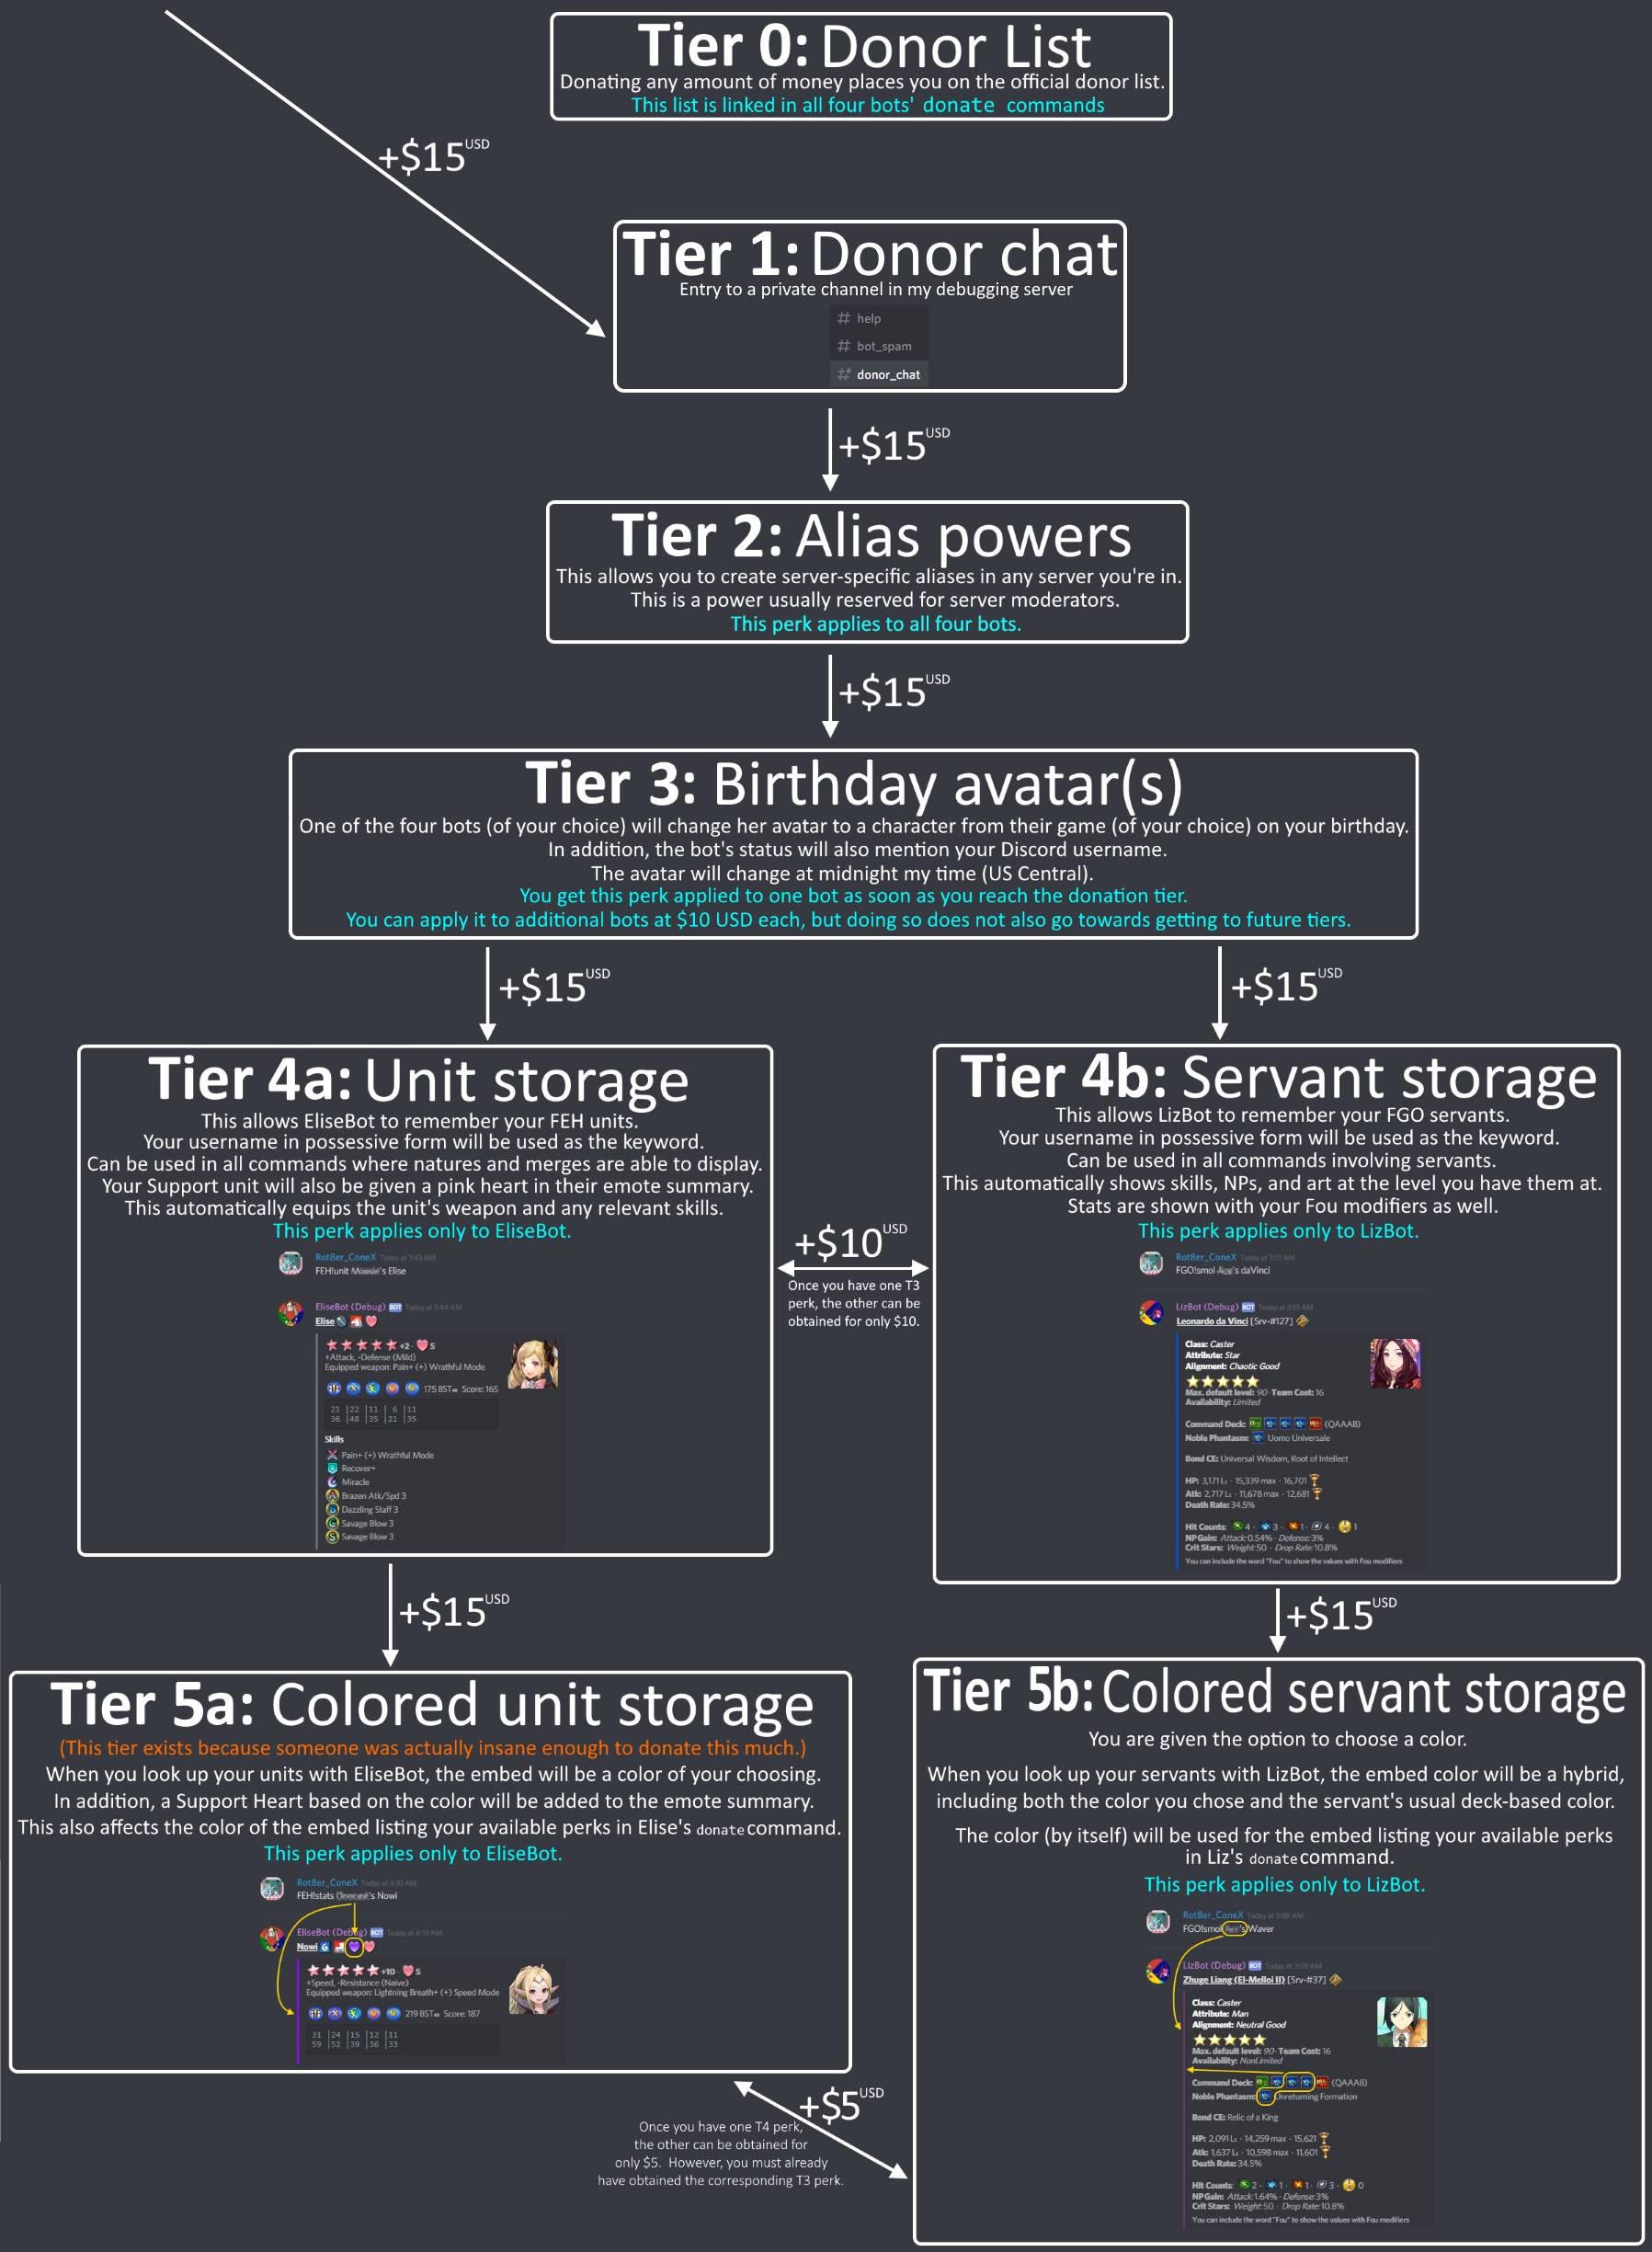 Tier 0: Donor List
Donating any amount of money places you on the official donor list.
This list is linked in all four bots' donate commands
+$15 USD
Tier 1: Donor chat
Entry to a private channel in my debugging server
# help
# bot_spam
# donor_chat
+$15 USD
Tier 2: Alias powers
This allows you to create server-specific aliases in any server you're in.
This is a power usually reserved for server moderators.
This perk applies to all four bots.
+$15 USD
Tier 3: Birthday avatar(s)
One of the four bots (of your choice) will change her avatar to a character from their game (of your choice) on your birthday.
In addition, the bot's status will also mention your Discord username.
The avatar will change at midnight my time (US Central).
You get this perk applied to one bot as soon as you reach the donation tier.
You can apply it to additional bots at $10 USD each, but doing so does not also go towards getting to future tiers.
+$15 USD
+$15 USD
Tier 4a: Unit storage
This allows EliseBot to remember your FEH units.
Your username in possessive form will be used as the keyword.
Can be used in all commands where natures and merges are able to display.
Your Support unit will also be given a pink heart in their emote summary.
This automatically equips the unit's weapon and any relevant skills.
This perk applies only to EliseBot.
Rot8er_ConeX Today at 3:43 AM
FEH!unit 's Elise
EliseBot (Debug) BOT Today at 3:44 AM
Elise
+2 · S
+Attack, -Defense (Mild)
Equipped weapon: Pain+ (+) Wrathful Mode
175 BST Score: 165
21 |22 |11 | 6 |11
36 |48 |35 |21 |35
Skills
Pain+ (+) Wrathful Mode
Recover+
Miracle
Brazen Atk/Spd 3
Dazzling Staff 3
Savage Blow 3
Savage Blow 3
+$10 USD
Once you have one T3
perk, the other can be
obtained for only $10.
Tier 4b: Servant storage
This allows LizBot to remember your FGO servants.
Your username in possessive form will be used as the keyword.
Can be used in all commands involving servants.
This automatically shows skills, NPs, and art at the level you have them at.
Stats are shown with your Fou modifiers as well.
This perk applies only to LizBot.
Rot8er_ConeX Today at 3:01 AM
FGO!smol 's daVinci
LizBot (Debug) BOT Today at 3:01 AM
Leonardo da Vinci [Srv-#127]
Class: Caster
Attribute: Star
Alignment: Chaotic Good
Max. default level: 90 · Team Cost: 16
Availability: Limited
Command Deck: (QAAAB)
Noble Phantasm: Uomo Universale
Bond CE: Universal Wisdom, Root of Intellect
HP: 3,171 L₁ · 15,339 max · 16,701
Atk: 2,717 L₁ · 11,678 max · 12,681
Death Rate: 34.5%
Hit Counts: 4 · 3 · 1 · 4 · 1
NP Gain: Attack: 0.54% · Defense: 3%
Crit Stars: Weight: 50 · Drop Rate: 10.8%
You can include the word "Fou" to show the values with Fou modifiers
+$15 USD
+$15 USD
Tier 5a: Colored unit storage
(This tier exists because someone was actually insane enough to donate this much.)
When you look up your units with EliseBot, the embed will be a color of your choosing.
In addition, a Support Heart based on the color will be added to the emote summary.
This also affects the color of the embed listing your available perks in Elise's donate command.
This perk applies only to EliseBot.
Rot8er_ConeX Today at 4:10 AM
FEH!stats 's Nowi
EliseBot (Debug) BOT Today at 4:10 AM
Nowi
+10 · S
+Speed, -Resistance (Naive)
Equipped weapon: Lightning Breath+ (+) Speed Mode
219 BST Score: 187
31 |24 |15 |12 |11
59 |52 |39 |36 |33
+$5 USD
Once you have one T4 perk,
the other can be obtained for
only $5. However, you must already
have obtained the corresponding T3 perk.
Tier 5b: Colored servant storage
You are given the option to choose a color.
When you look up your servants with LizBot, the embed color will be a hybrid,
including both the color you chose and the servant's usual deck-based color.
The color (by itself) will be used for the embed listing your available perks
in Liz's donate command.
This perk applies only to LizBot.
Rot8er_ConeX Today at 3:08 AM
FGO!smol 's Waver
LizBot (Debug) BOT Today at 3:08 AM
Zhuge Liang (El-Melloi II) [Srv-#37]
Class: Caster
Attribute: Man
Alignment: Neutral Good
Max. default level: 90 · Team Cost: 16
Availability: NonLimited
Command Deck: (QAAAB)
Noble Phantasm: Unreturning Formation
Bond CE: Relic of a King
HP: 2,091 L₁ · 14,259 max · 15,621
Atk: 1,637 L₁ · 10,598 max · 11,601
Death Rate: 34.5%
Hit Counts: 2 · 1 · 1 · 3 · 0
NP Gain: Attack: 1.64% · Defense: 3%
Crit Stars: Weight: 50 · Drop Rate: 10.8%
You can include the word "Fou" to show the values with Fou modifiers